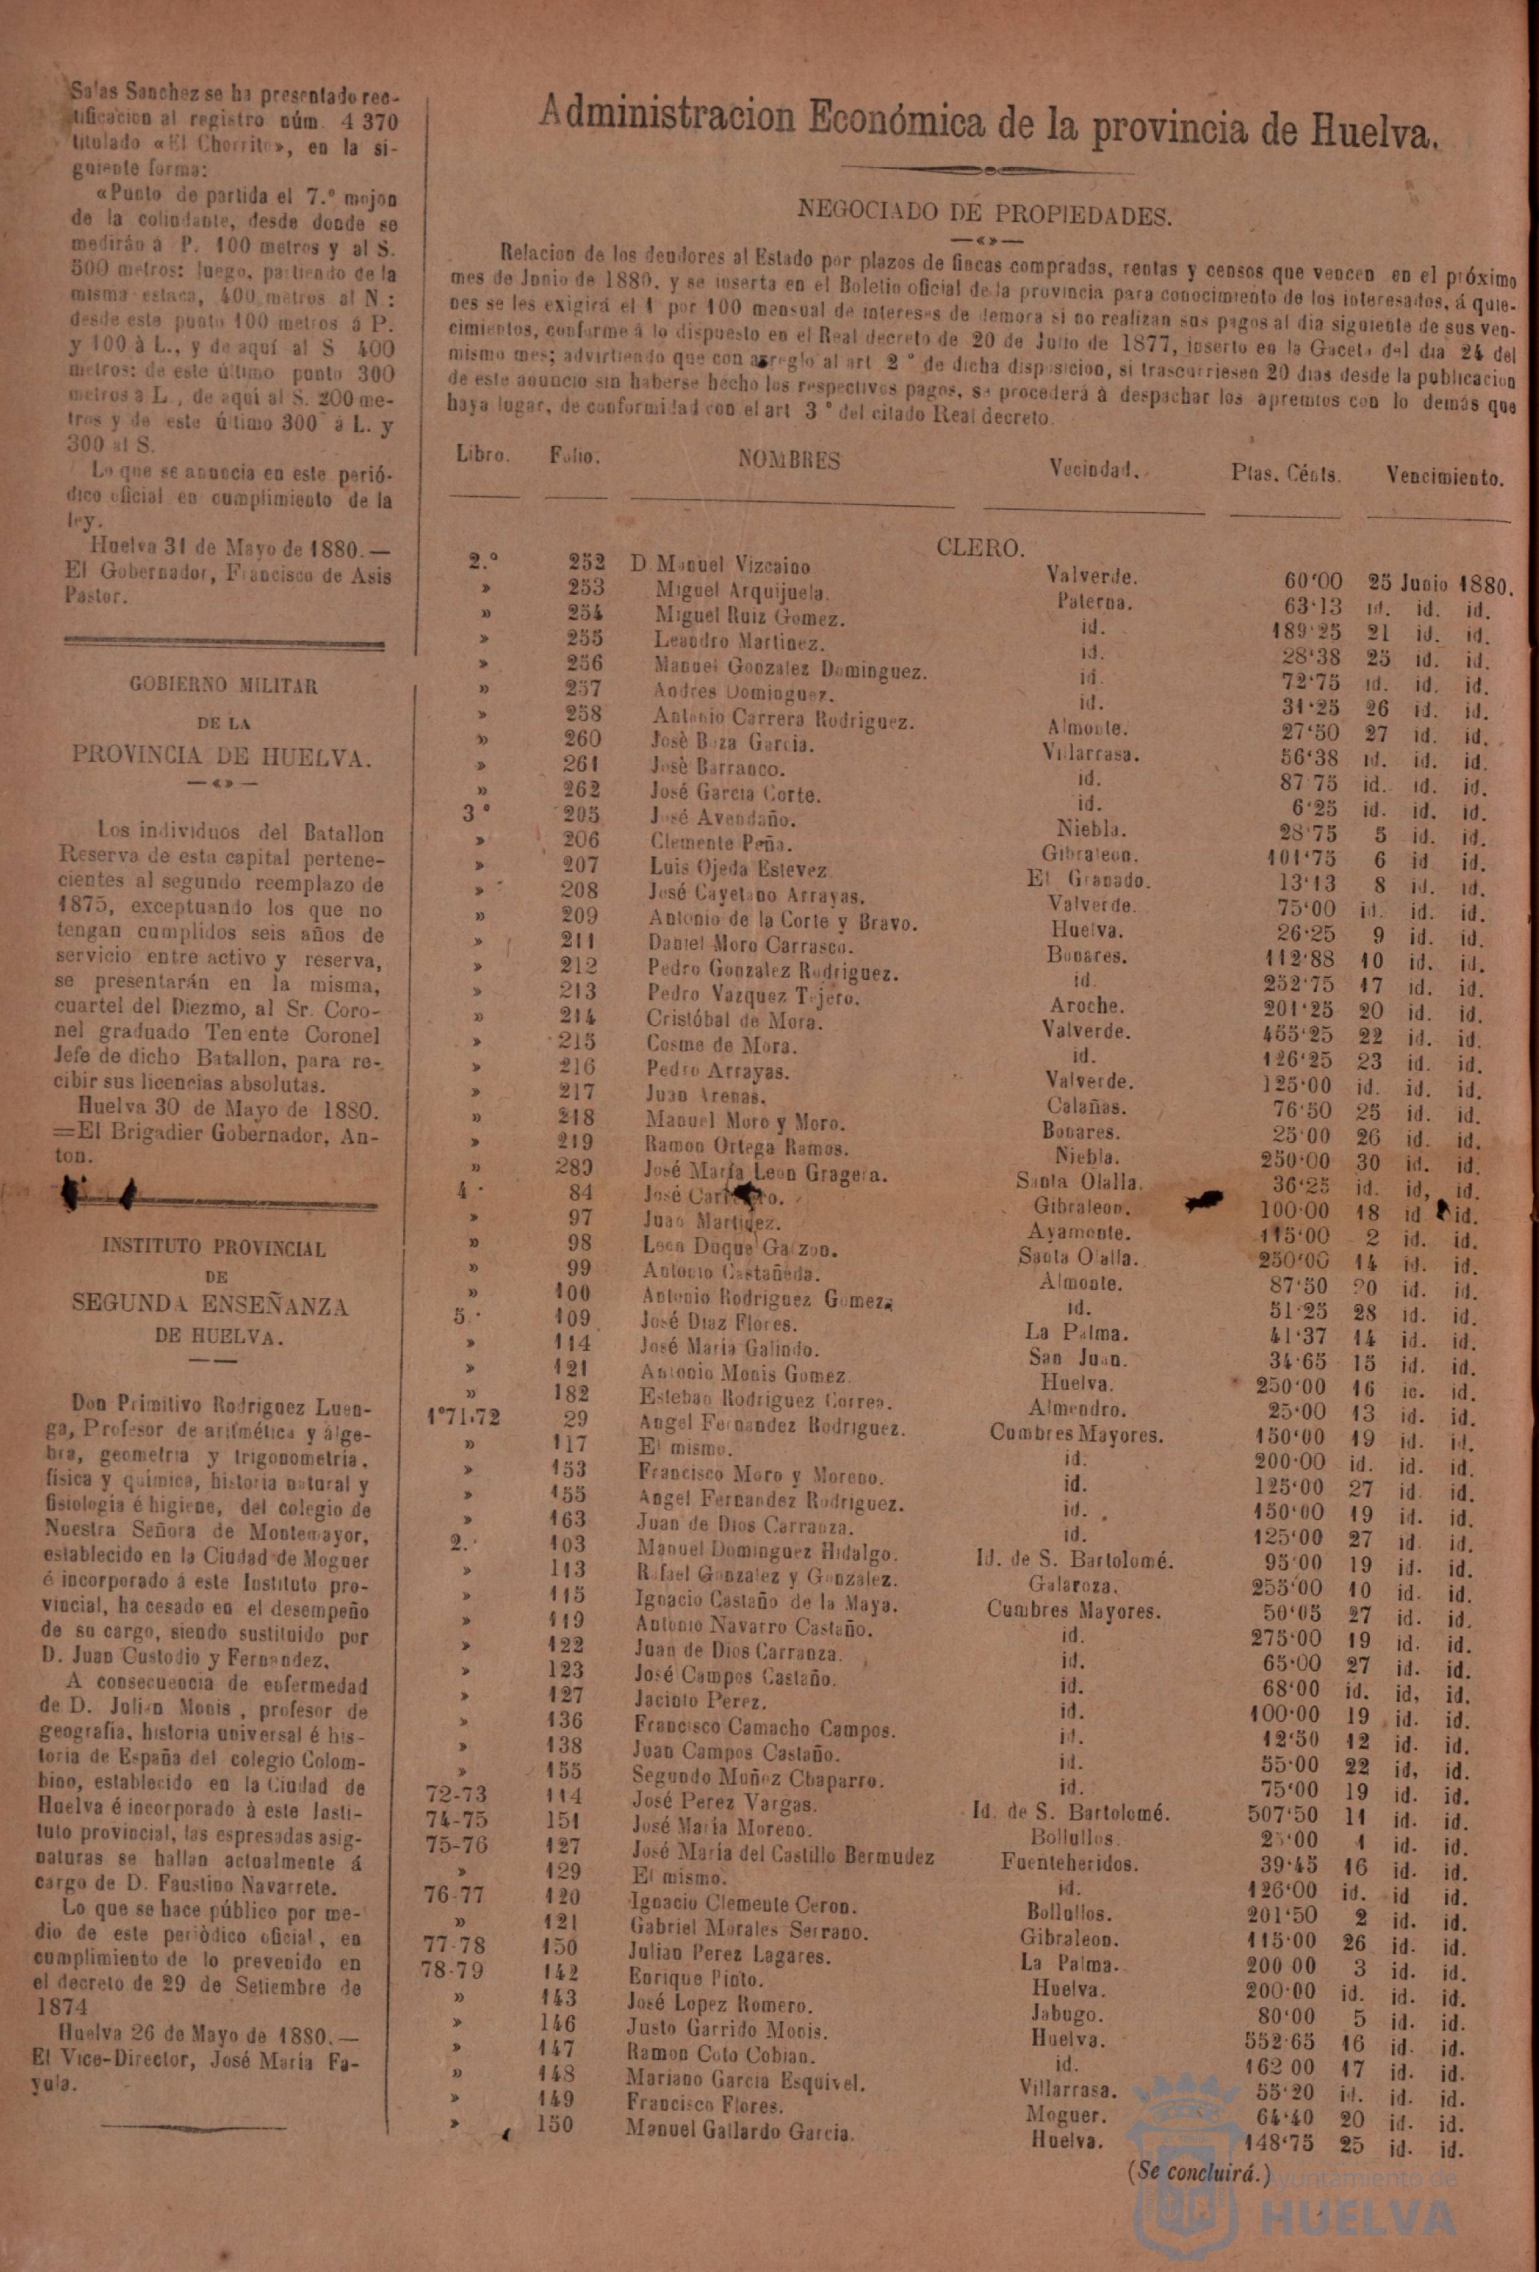 Salas Sanchez se ha presentado rec-
tificacion al registro núm. 4 370
titulado «El Chorrito», en la si-
guiente forma:
«Punto de partida el 7.º mojon
de la colindante, desde donde se
medirán á P. 100 metros y al S.
500 metros: luego, partiendo de la
misma estaca, 400 metros al N.:
desde este punto 100 metros á P.
y 100 à L., y de aquí al S 400
metros: de este último punto 300
metros à L., de aquí al S. 200 me-
tros y de este último 300 à L. y
300 al S.
Lo que se anuncia en este perió-
dico oficial en cumplimiento de la
ley.
Huelva 31 de Mayo de 1880.—
El Gobernador, Francisco de Asis
Pastor.
GOBIERNO MILITAR
DE LA
PROVINCIA DE HUELVA.
Los individuos del Batallon
Reserva de esta capital pertene-
cientes al segundo reemplazo de
1875, exceptuando los que no
tengan cumplidos seis años de
servicio entre activo y reserva,
se presentarán en la misma,
cuartel del Diezmo, al Sr. Coro-
nel graduado Teniente Coronel
Jefe de dicho Batallon, para re-
cibir sus licencias absolutas.
Huelva 30 de Mayo de 1880.
=El Brigadier Gobernador, An-
ton.
INSTITUTO PROVINCIAL
DE
SEGUNDA ENSEÑANZA
DE HUELVA.
Don Primitivo Rodriguez Luen-
ga, Profesor de aritmética y álge-
bra, geometria y trigonometría,
física y química, historia natural y
fisiología é higiene, del colegio de
Nuestra Señora de Montemayor,
establecido en la Ciudad de Moguer
é incorporado á este Instituto pro-
vincial, ha cesado en el desempeño
de su cargo, siendo sustituido por
D. Juan Custodio y Fernandez.
A consecuencia de enfermedad
de D. Julian Monis, profesor de
geografía, historia universal é his-
toria de España del colegio Colom-
bino, establecido en la Ciudad de
Huelva é incorporado à este Insti-
tuto provincial, las espresadas asig-
naturas se hallan actualmente á
cargo de D. Faustino Navarrete.
Lo que se hace público por me-
dio de este periòdico oficial, en
cumplimiento de lo prevenido en
el decreto de 29 de Setiembre de
1874
Huelva 26 de Mayo de 1880.—
El Vice-Director, José María Fa-
yula.
Administracion Económica de la provincia de Huelva.
NEGOCIADO DE PROPIEDADES.
Relacion de los deudores al Estado por plazos de fincas compradas, rentas y censos que vencen en el próximo
mes de Junio de 1880, y se inserta en el Boletin oficial de la provincia para conocimiento de los interesados, á quie-
nes se les exigirá el 1 por 100 mensual de intereses de demora si no realizan sus pagos al dia siguiente de sus ven-
cimientos, conforme á lo dispuesto en el Real decreto de 20 de Julio de 1877, inserto en la Gaceta del dia 24 del
mismo mes; advirtiendo que con arreglo al art 2º de dicha disposicion, si trascurriesen 20 dias desde la publicacion
de este anuncio sin haberse hecho los respectivos pagos, se procederá à despachar los apremios con lo demás que
haya lugar, de conformidad con el art 3º del citado Real decreto.
Libro. Folio. NOMBRES Vecindad. Ptas. Cénts. Vencimiento.
CLERO.
2.º 252 D. Manuel Vizcaino Valverde. 60'00 25 Junio 1880.
» 253 Miguel Arquijuela. Paterna. 63'13 id. id. id.
» 254 Miguel Ruiz Gomez. id. 189'25 21 id. id.
» 255 Leandro Martinez. id. 28'38 25 id. id.
» 256 Manuel Gonzalez Dominguez. id. 72'75 id. id. id.
» 257 Andres Dominguez. id. 31'25 26 id. id.
» 258 Antonio Carrera Rodriguez. Almonte. 27'50 27 id. id.
» 260 Josè Boza Garcia. Villarrasa. 56'38 id. id. id.
» 261 Josè Barranco. id. 87'75 id. id. id.
» 262 José Garcia Corte. id. 6'25 id. id. id.
3º 205 José Avendaño. Niebla. 28'75 5 id. id.
» 206 Clemente Peña. Gibraleon. 101'75 6 id id.
» 207 Luis Ojeda Estevez El Granado. 13'13 8 id. id.
» 208 José Cayetano Arrayas. Valverde. 75'00 id. id. id.
» 209 Antonio de la Corte y Bravo. Huelva. 26'25 9 id. id.
» 211 Daniel Moro Carrasco. Bonares. 112'88 10 id. id.
» 212 Pedro Gonzalez Rodriguez. id. 252'75 17 id. id.
» 213 Pedro Vazquez Tejero. Aroche. 201'25 20 id. id.
» 214 Cristóbal de Mora. Valverde. 455'25 22 id. id.
» 215 Cosme de Mora. id. 126'25 23 id. id.
» 216 Pedro Arrayas. Valverde. 125'00 id. id. id.
» 217 Juan Arenas. Calañas. 76'50 25 id. id.
» 218 Manuel Moro y Moro. Bonares. 25'00 26 id. id.
» 219 Ramon Ortega Ramos. Niebla. 250'00 30 id. id.
» 289 José María Leon Gragera. Santa Olalla. 36'25 id. id, id.
4 84 José Gibraleon. 100'00 18 id id.
» 97 Juan Martinez. Ayamonte. 115'00 2 id. id.
» 98 Leon Duque Garzon. Santa Olalla. 250'00 14 id. id.
» 99 Antonio Castañeda. Almonte. 87'50 20 id. id.
» 100 Antonio Rodriguez Gomez id. 51'25 28 id. id.
5. 109 José Diaz Flores. La Palma. 41'37 14 id. id.
» 114 José Maria Galindo. San Juan. 34'65 15 id. id.
» 121 Antonio Monis Gomez. Huelva. 250'00 16 id. id.
» 182 Esteban Rodriguez Correa. Almendro. 25'00 13 id. id.
1º71-72 29 Angel Fernandez Rodriguez. Cumbres Mayores. 150'00 19 id. id.
» 117 El mismo. id. 200'00 id. id. id.
» 153 Francisco Moro y Moreno. id. 125'00 27 id. id.
» 155 Angel Fernandez Rodriguez. id. 150'00 19 id. id.
» 163 Juan de Dios Carranza. id. 125'00 27 id. id.
2. 103 Manuel Dominguez Hidalgo. Id. de S. Bartolomé. 95'00 19 id. id.
» 113 Rafael Gonzalez y Gonzalez. Galaroza. 255'00 10 id. id.
» 115 Ignacio Castaño de la Maya. Cumbres Mayores. 50'05 27 id. id.
» 119 Antonio Navarro Castaño. id. 275'00 19 id. id.
» 122 Juan de Dios Carranza. id. 65'00 27 id. id.
» 123 José Campos Castaño. id. 68'00 id. id, id.
» 127 Jacinto Perez. id. 100'00 19 id. id.
» 136 Francisco Camacho Campos. id. 12'50 12 id. id.
» 138 Juan Campos Castaño. id. 55'00 22 id, id.
» 155 Segundo Muñoz Chaparro. id. 75'00 19 id. id.
72-73 114 José Perez Vargas. Id. de S. Bartolomé. 507'50 11 id. id.
74-75 151 José María Moreno. Bollullos. 25'00 1 id. id.
75-76 127 José María del Castillo Bermudez Fuenteheridos. 39'45 16 id. id.
» 129 El mismo. id. 126'00 id. id id.
76-77 120 Ignacio Clemente Ceron. Bollullos. 201'50 2 id. id.
» 121 Gabriel Morales Serrano. Gibraleon. 115'00 26 id. id.
77-78 150 Julian Perez Lagares. La Palma. 200 00 3 id. id.
78-79 142 Enrique Pinto. Huelva. 200'00 id. id. id.
» 143 José Lopez Romero. Jabugo. 80'00 5 id. id.
» 146 Justo Garrido Monis. Huelva. 552'65 16 id. id.
» 147 Ramon Coto Cobian. id. 162 00 17 id. id.
» 148 Mariano Garcia Esquivel. Villarrasa. 55'20 id. id. id.
» 149 Francisco Flores. Moguer. 64'40 20 id. id.
» 150 Manuel Gallardo Garcia. Huelva. 148'75 25 id. id.
(Se concluirá.)
Ayuntamiento de
HUELVA